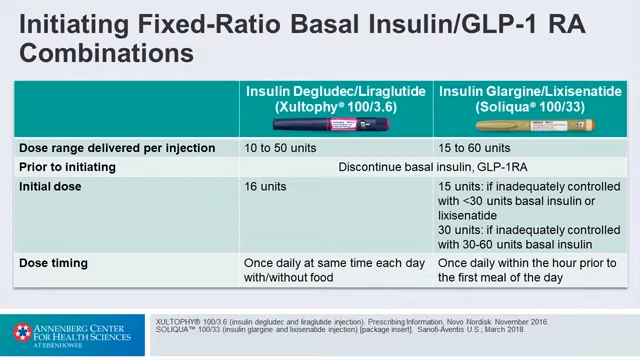 Initiating Fixed-Ratio Basal Insulin/GLP-1 RA
Combinations
Insulin Degludec/Liraglutide
(Xultophy® 100/3.6)
Insulin Glargine/Lixisenatide
(Soliqua® 100/33)
Dose range delivered per injection
10 to 50 units
15 to 60 units
Prior to initiating
Discontinue basal insulin, GLP-1RA
Initial dose
16 units
15 units: if inadequately controlled
with <30 units basal insulin or
lixisenatide
30 units: if inadequately controlled
with 30-60 units basal insulin
Dose timing
Once daily at same time each day
with/without food
Once daily within the hour prior to
the first meal of the day
ANNENBERG CENTER
FOR HEALTH SCIENCES
AT EISENHOWER
XULTOPHY® 100/3.6 (insulin degludec and liraglutide injection). Prescribing Information, Novo Nordisk. November 2016.
SOLIQUA™ 100/33 (insulin glargine and lixisenatide injection) [package insert]. Sanofi-Aventis U.S., March 2018.